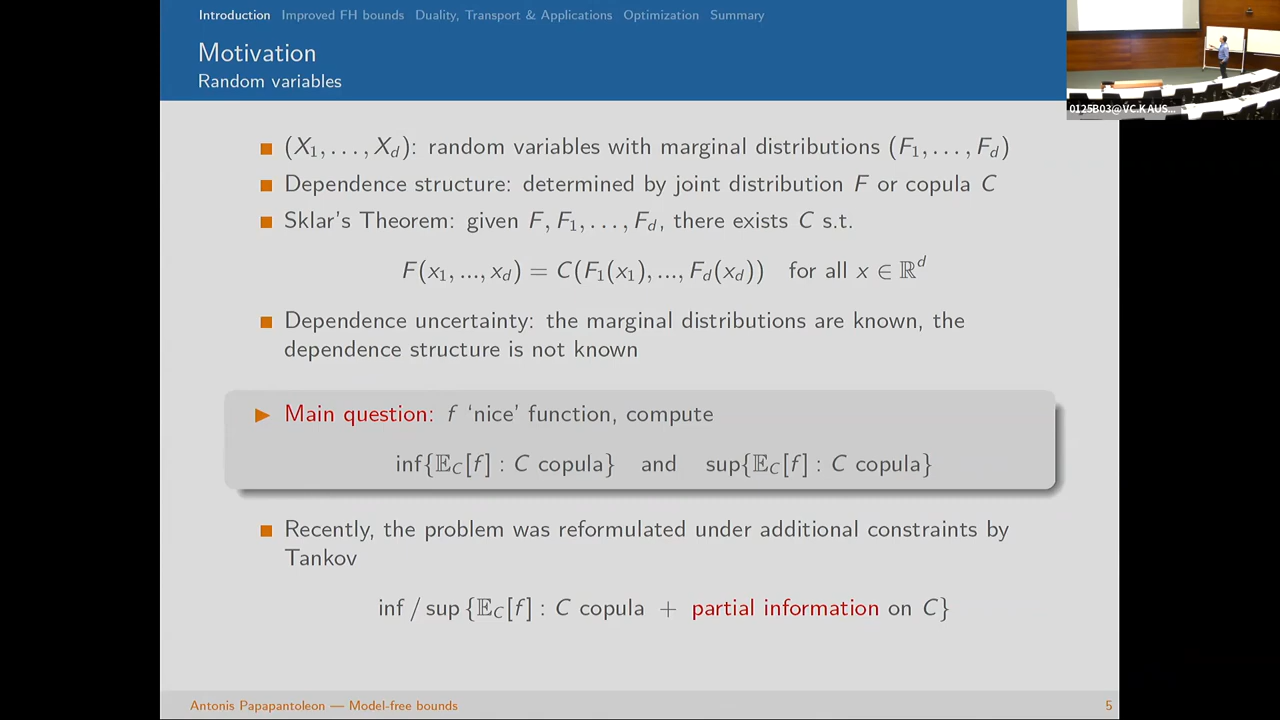 Introduction Improved FH bounds Duality, Transport & Applications Optimization Summary
Motivation
Random variables
0125B03@VC.KAUS...
(X₁, . . . , X_d): random variables with marginal distributions (F₁, . . . , F_d)
Dependence structure: determined by joint distribution F or copula C
Sklar's Theorem: given F, F₁, . . . , F_d, there exists C s.t.
F(x₁, ..., x_d) = C(F₁(x₁), ..., F_d(x_d)) for all x ∈ ℝᵈ
Dependence uncertainty: the marginal distributions are known, the
dependence structure is not known
▶ Main question: f ‘nice’ function, compute
inf{𝔼_C[f] : C copula} and sup{𝔼_C[f] : C copula}
Recently, the problem was reformulated under additional constraints by
Tankov
inf / sup {𝔼_C[f] : C copula + partial information on C}
Antonis Papapantoleon — Model-free bounds 5